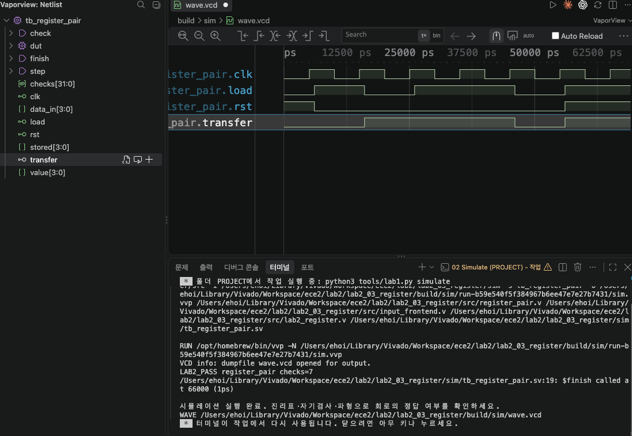 Vaporview: Netlist
tb_register_pair
check
dut
finish
step
checks[31:0]
clk
data_in[3:0]
load
rst
stored[3:0]
transfer
value[3:0]
wave.vcd
build > sim > wave.vcd
VaporView
Search
1x
bin
auto
Auto Reload
ps 12500 ps 25000 ps 37500 ps 50000 ps 62500 ps
ister_pair.clk
ster_pair.load
ister_pair.rst
_pair.transfer
문제 출력 디버그 콘솔 터미널 포트
02 Simulate (PROJECT) - 작업
* 폴더 PROJECT에서 작업 실행 중: python3 tools/lab1.py simulate
ehoi/Library/Vivado/Workspace/ece2/lab2/lab2_03_register/build/sim/run-b59e540f5f384967b6ee47e7e27b7431/sim.
vvp /Users/ehoi/Library/Vivado/Workspace/ece2/lab2/lab2_03_register/src/register_pair.v /Users/ehoi/Library/
Vivado/Workspace/ece2/lab2/lab2_03_register/src/input_frontend.v /Users/ehoi/Library/Vivado/Workspace/ece2/l
ab2/lab2_03_register/src/lab2_register.v /Users/ehoi/Library/Vivado/Workspace/ece2/lab2/lab2_03_register/sim
/tb_register_pair.sv
RUN /opt/homebrew/bin/vvp -N /Users/ehoi/Library/Vivado/Workspace/ece2/lab2/lab2_03_register/build/sim/run-b
59e540f5f384967b6ee47e7e27b7431/sim.vvp
VCD info: dumpfile wave.vcd opened for output.
LAB2_PASS register_pair checks=7
/Users/ehoi/Library/Vivado/Workspace/ece2/lab2/lab2_03_register/sim/tb_register_pair.sv:19: $finish called a
t 66000 (1ps)
시뮬레이션 실행 완료. 진리표·자기검사·파형으로 회로의 정답 여부를 확인하세요.
WAVE /Users/ehoi/Library/Vivado/Workspace/ece2/lab2/lab2_03_register/build/sim/wave.vcd
* 터미널이 작업에서 다시 사용됩니다. 닫으려면 아무 키나 누르세요.